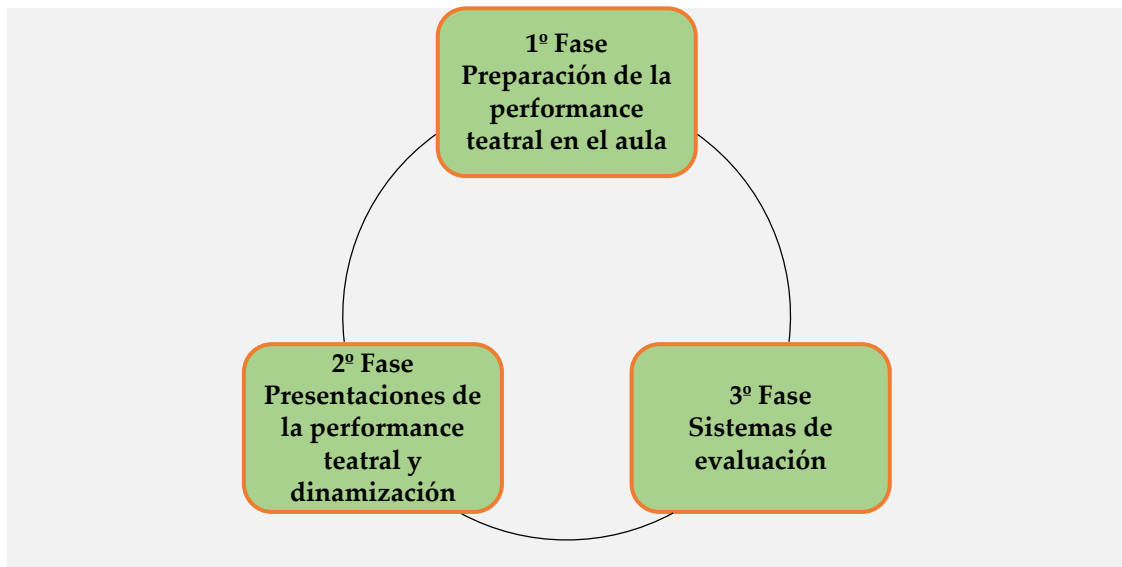 1º Fase
Preparación de la
performance
teatral en el aula
2º Fase
Presentaciones de
la performance
teatral y
dinamización
3º Fase
Sistemas de
evaluación